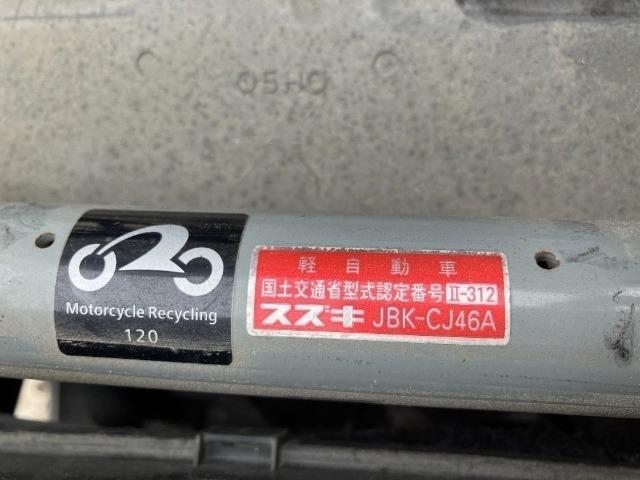 05HO
Motorcycle Recycling
120
軽自動車
国土交通省型式認定番号 II-312
スズキ JBK-CJ46A